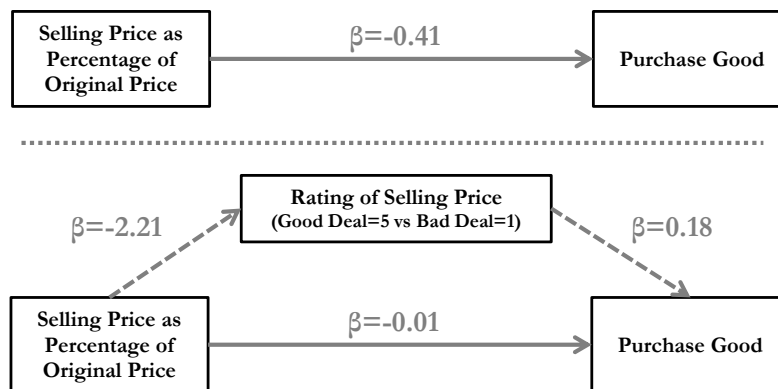 Selling Price as
Percentage of
Original Price
β=-0.41
Purchase Good
Rating of Selling Price
(Good Deal=5 vs Bad Deal=1)
β=-2.21
β=0.18
Selling Price as
Percentage of
Original Price
β=-0.01
Purchase Good